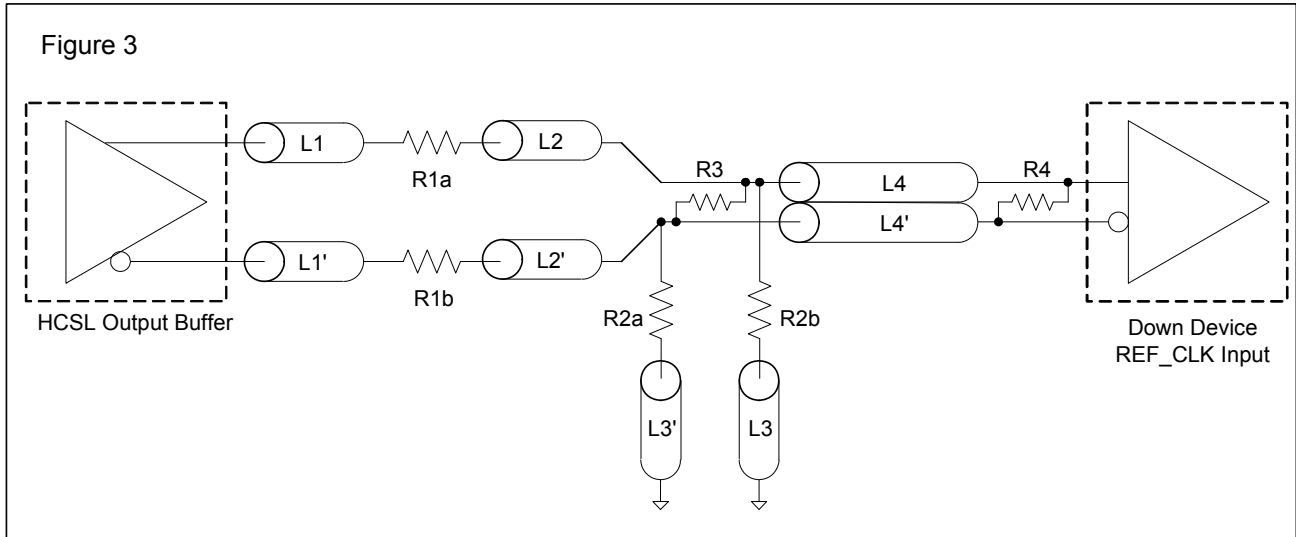 Figure 3
L1
R1a
L2
R3
L4
R4
L4'
L1'
R1b
L2'
HCSL Output Buffer
R2a
R2b
Down Device
REF_CLK Input
L3'
L3